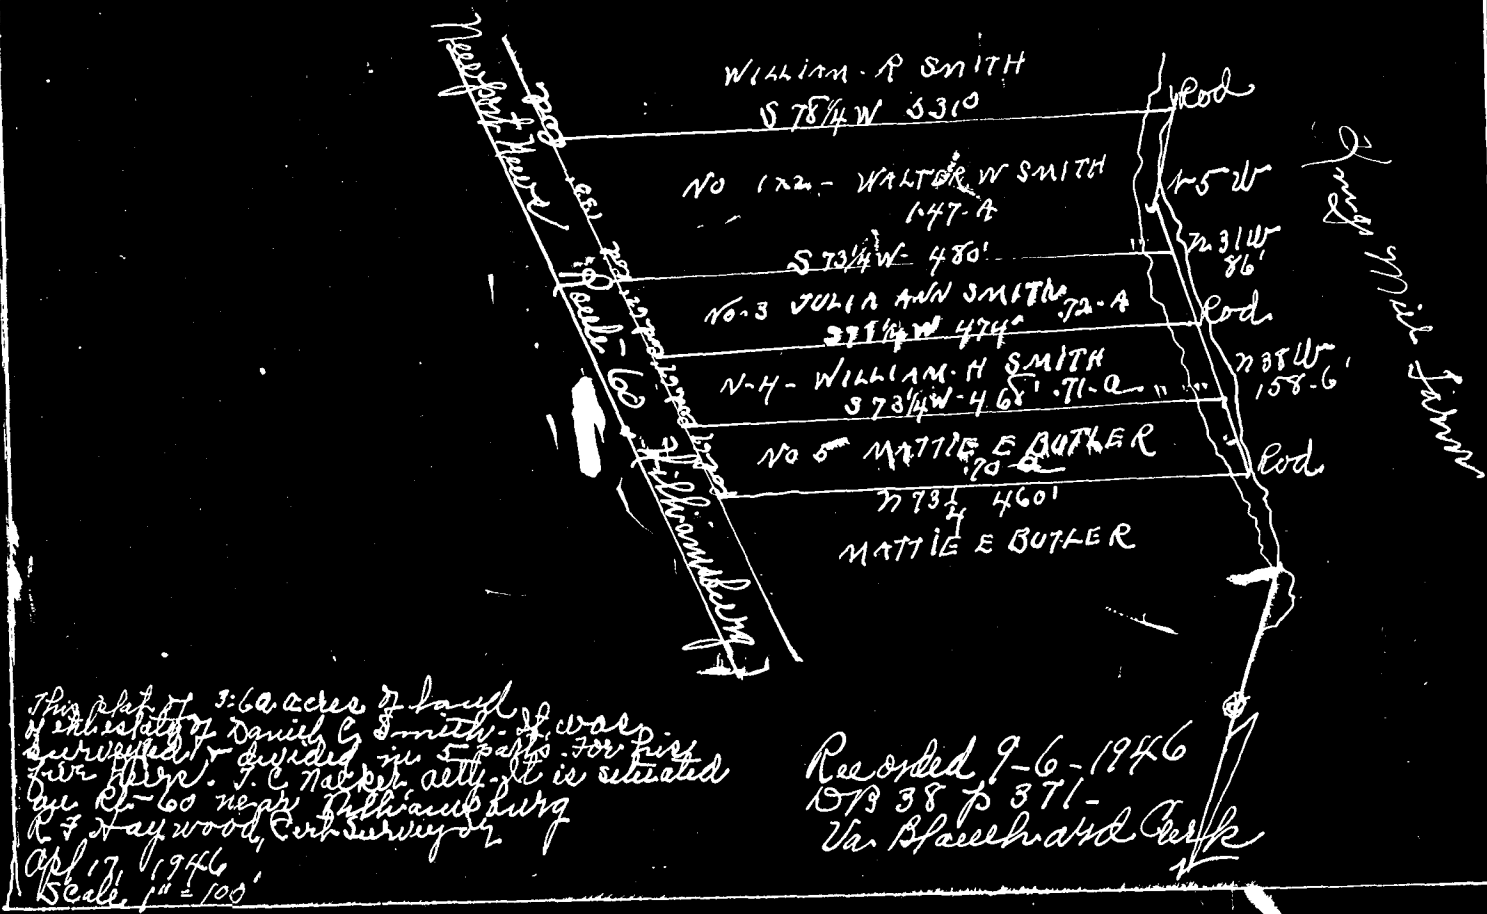 WILLIAM. R SMITH
S 78¼ W 531°
Rod
NO 1 x 2 - WALTER W SMITH
1.47-A
N 5 W
S 73¼ W - 480'
N 31 W
86'
No. 3 JULIA ANN SMITH .72-A
474'
Rod
N-4- WILLIAM. H SMITH
S 73¼ W - 468' .71-a
N 38 W
158-6'
NO 5 MATTIE E BUTLER
.70-a
Rod
N 73¼ 460'
MATTIE E BUTLER
Newport News
Route-60
Williamsburg
Mill
This plat of 3.60 acres of land
of the estate of Daniel C. Smith. It was
surveyed & divided in 5 parts. For his
five heirs. atty. It is situated
on Rt-60 near Williamsburg
R F Haywood, Cert Surveyor
Apl 17, 1946
Scale, 1" = 100'
Recorded 9-6-1946
DB 38 p 371-
Va. Blanchard Clerk